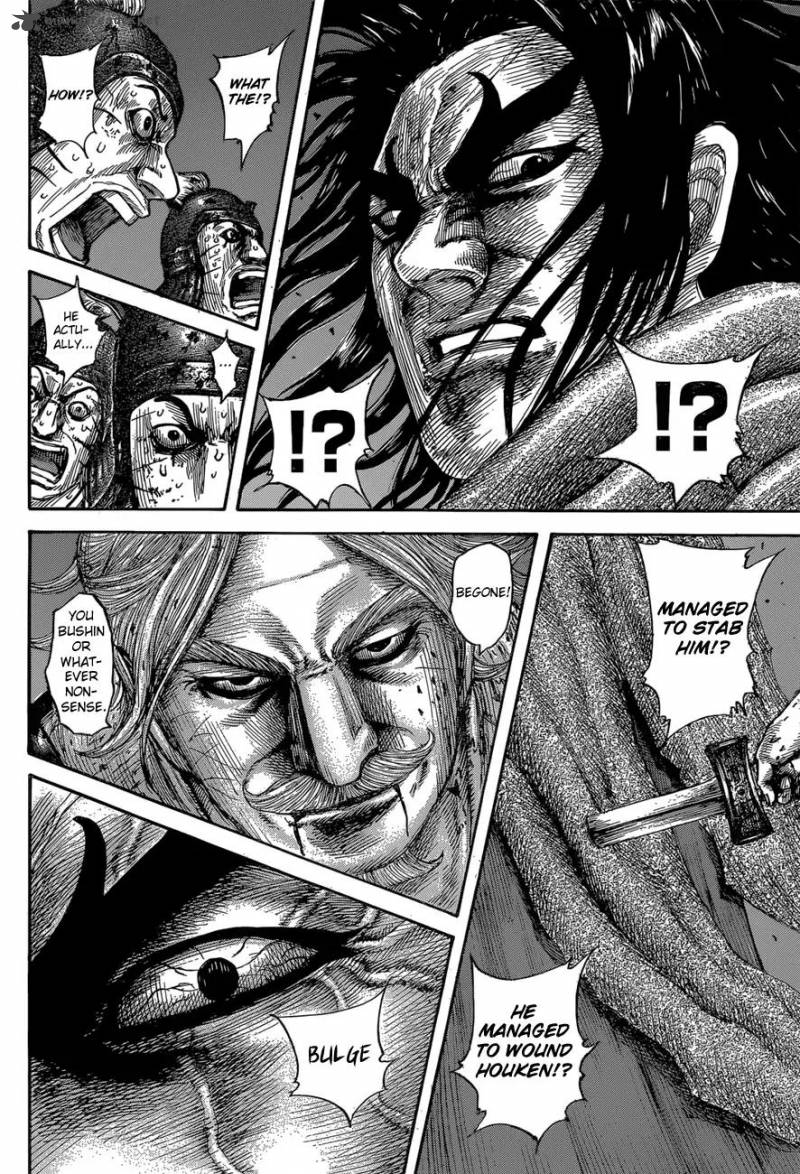 !?
!?
WHAT
THE!?
HOW!?
HE
ACTU-
ALLY...
...
MANAGED
TO STAB
HIM!?
HE
MANAGED
TO WOUND
HOUKEN!?
BEGONE!
YOU
BUSHIN
OR
WHAT-
EVER
NON-
SENSE.
BULGE